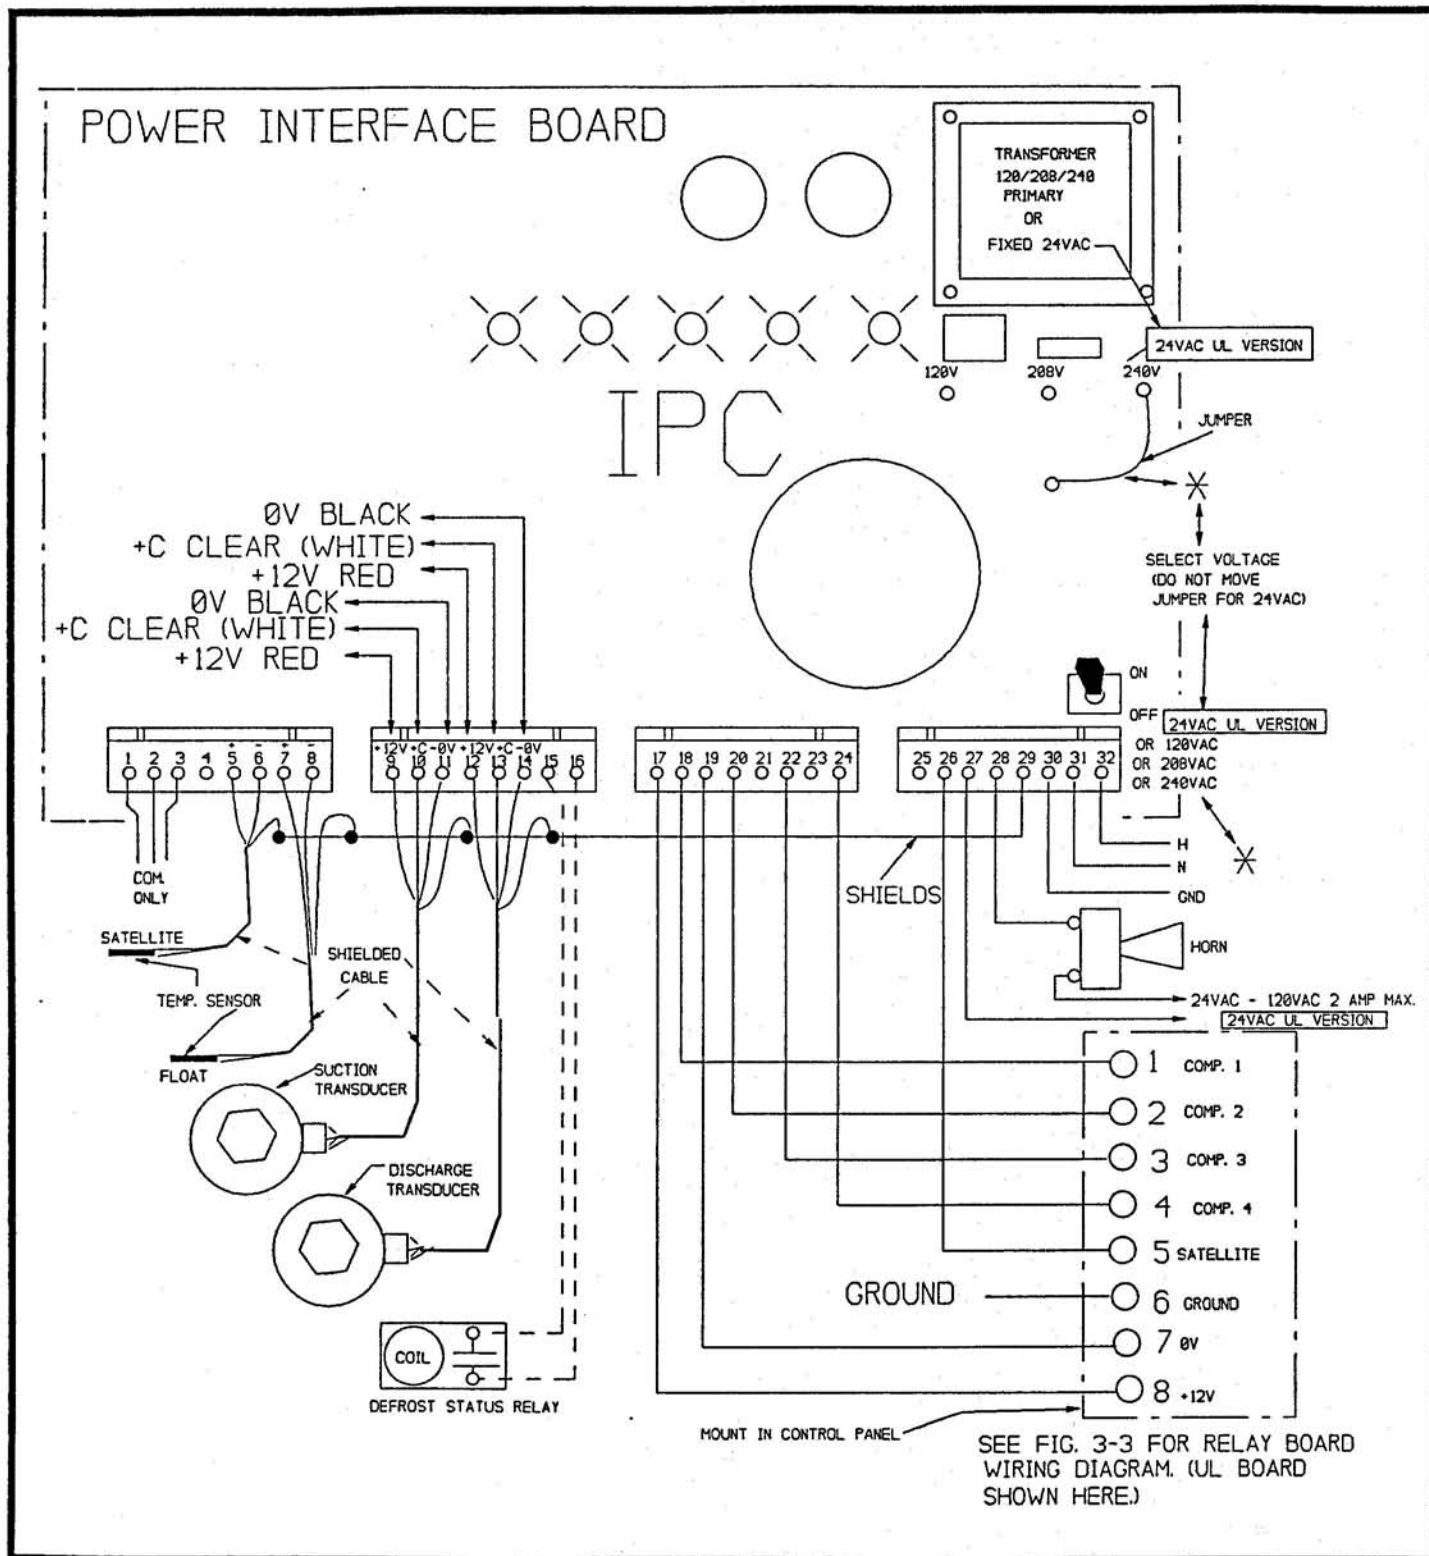 POWER INTERFACE BOARD
TRANSFORMER
120/208/240
PRIMARY
OR
FIXED 24VAC
24VAC UL VERSION
120V
208V
240V
IPC
JUMPER
0V BLACK
+C CLEAR (WHITE)
+12V RED
0V BLACK
+C CLEAR (WHITE)
+12V RED
SELECT VOLTAGE
(DO NOT MOVE
JUMPER FOR 24VAC)
ON
OFF
24VAC UL VERSION
OR 120VAC
OR 208VAC
OR 240VAC
+ - + -
1 2 3 4 5 6 7 8
+12V +C -0V +12V +C -0V
9 10 11 12 13 14 15 16
17 18 19 20 21 22 23 24
25 26 27 28 29 30 31 32
COM.
ONLY
SHIELDS
H
N
GND
SATELLITE
SHIELDED
CABLE
HORN
TEMP. SENSOR
24VAC - 120VAC 2 AMP MAX.
24VAC UL VERSION
FLOAT
SUCTION
TRANSDUCER
DISCHARGE
TRANSDUCER
1 COMP. 1
2 COMP. 2
3 COMP. 3
4 COMP. 4
5 SATELLITE
GROUND
6 GROUND
7 0V
8 +12V
COIL
DEFROST STATUS RELAY
MOUNT IN CONTROL PANEL
SEE FIG. 3-3 FOR RELAY BOARD
WIRING DIAGRAM. (UL BOARD
SHOWN HERE.)